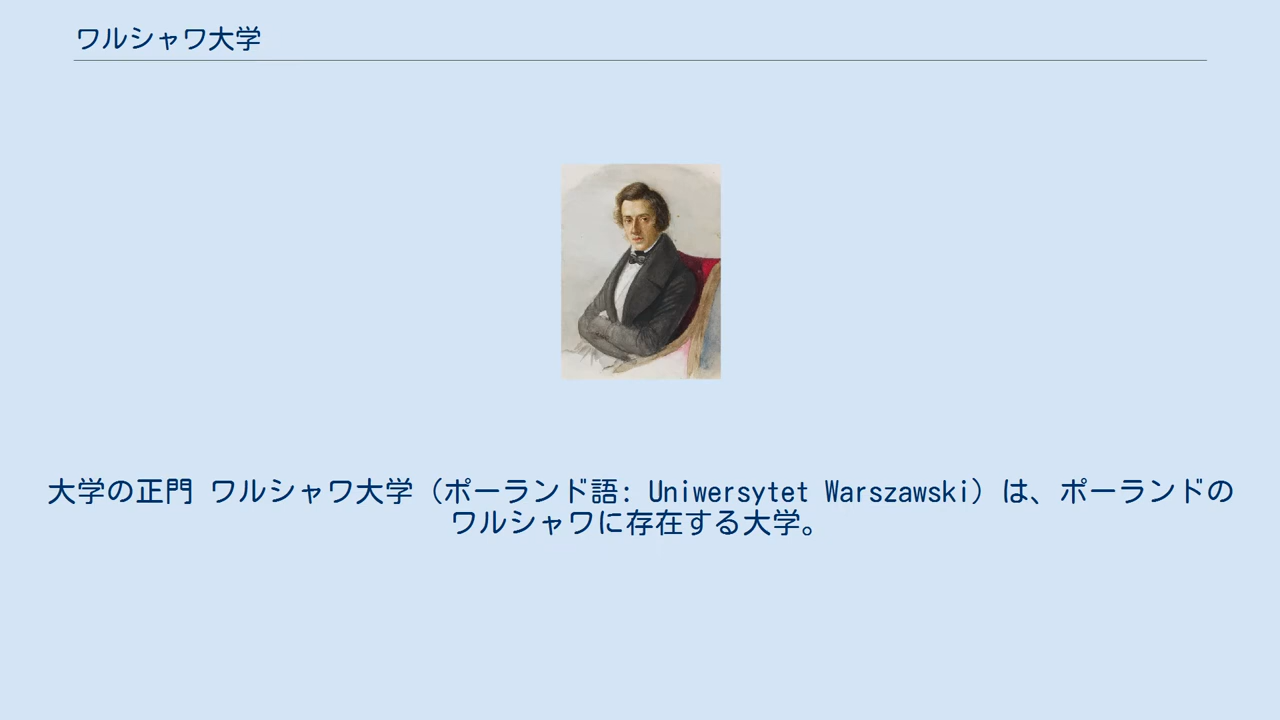 ワルシャワ大学
大学の正門 ワルシャワ大学（ポーランド語: Uniwersytet Warszawski）は、ポーランドの
ワルシャワに存在する大学。